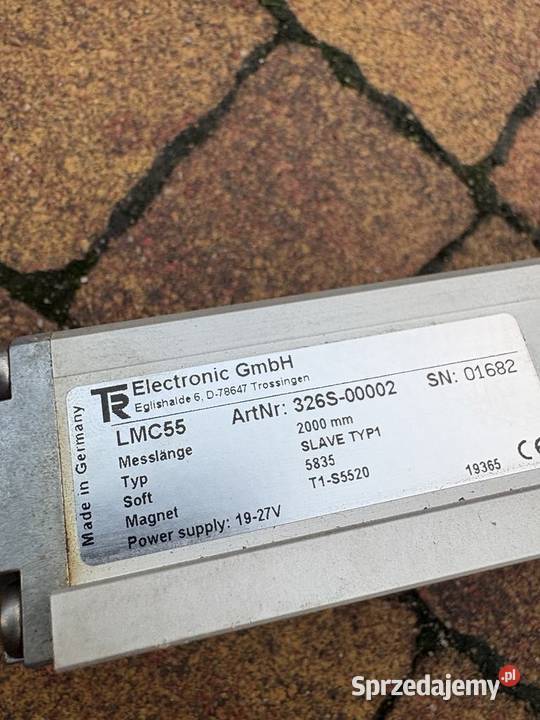 Made in Germany
TR Electronic GmbH
Eglishalde 6, D-78647 Trossingen
LMC55 ArtNr: 326S-00002 SN: 01682
Messlänge 2000 mm
Typ SLAVE TYP1
Soft 5835
Magnet T1-S5520
Power supply: 19-27V 19365 CE
Sprzedajemy.pl